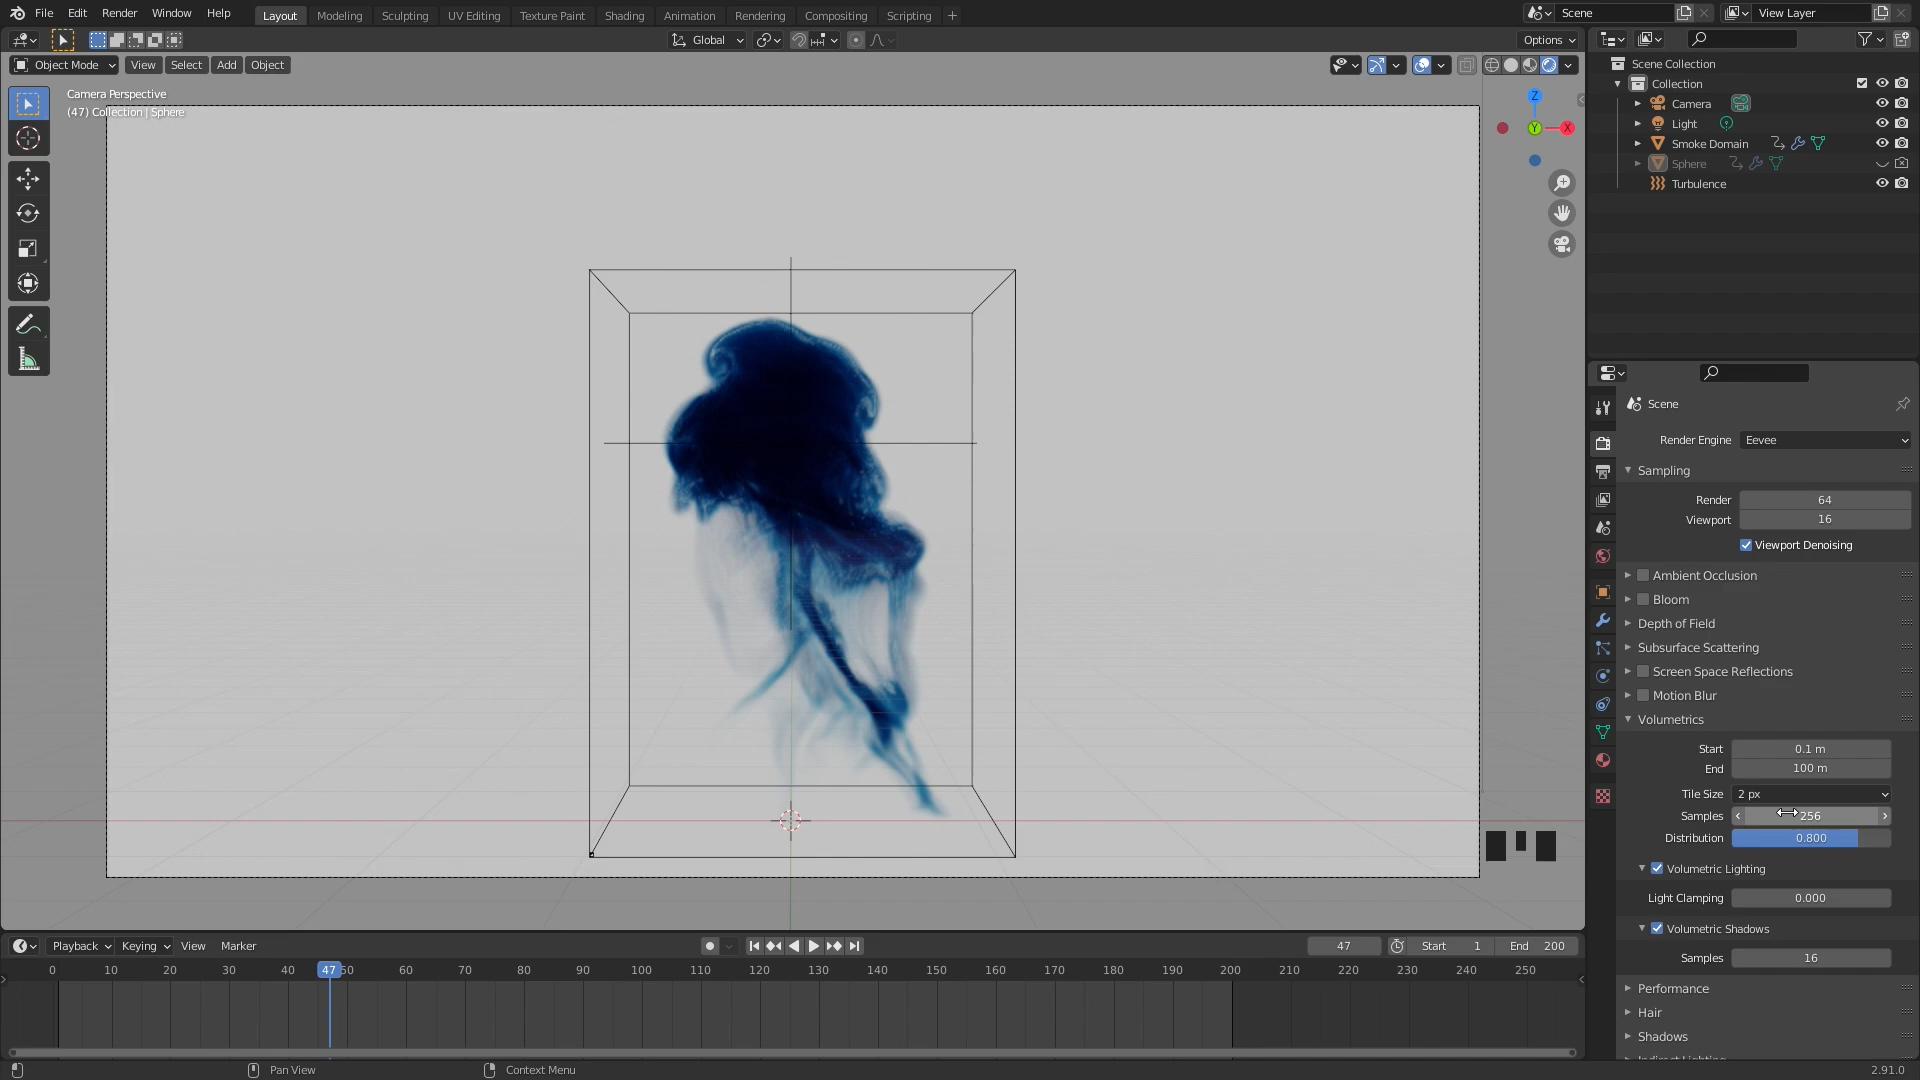 File Edit Render Window Help Layout Modeling Sculpting UV Editing Texture Paint Shading Animation Rendering Compositing Scripting + Scene View Layer
Global Options
Object Mode View Select Add Object
Camera Perspective
(47) Collection | Sphere
Z
Y
X
Scene Collection
Collection
Camera
Light
Smoke Domain
Sphere
Turbulence
Scene
Render Engine Eevee
Sampling
Render 64
Viewport 16
Viewport Denoising
Ambient Occlusion
Bloom
Depth of Field
Subsurface Scattering
Screen Space Reflections
Motion Blur
Volumetrics
Start 0.1 m
End 100 m
Tile Size 2 px
Samples 256
Distribution 0.800
Volumetric Lighting
Light Clamping 0.000
Volumetric Shadows
Samples 16
Performance
Hair
Shadows
Playback Keying View Marker 47 Start 1 End 200
0 10 20 30 40 47 60 70 80 90 100 110 120 130 140 150 160 170 180 190 200 210 220 230 240 250
Pan View Context Menu 2.91.0